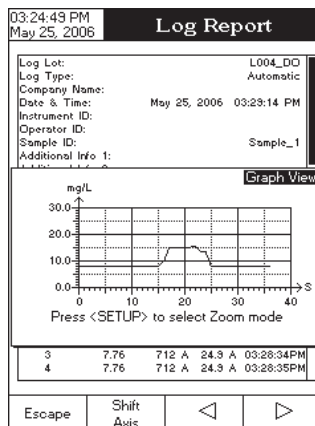 03:24:49 PM
May 25, 2006
Log Report
Log Lot: L004_DO
Log Type: Automatic
Company Name:
Date & Time: May 25, 2006 03:29:14 PM
Instrument ID:
Operator ID:
Sample ID: Sample_1
Additional Info 1:
Graph View
mg/L
30.0
20.0
10.0
0.0
S
0 10 20 30 40
Press <SETUP> to select Zoom mode
3 7.76 712 A 24.9 A 03:28:34PM
4 7.76 712 A 24.9 A 03:28:35PM
Escape
Shift
Axis